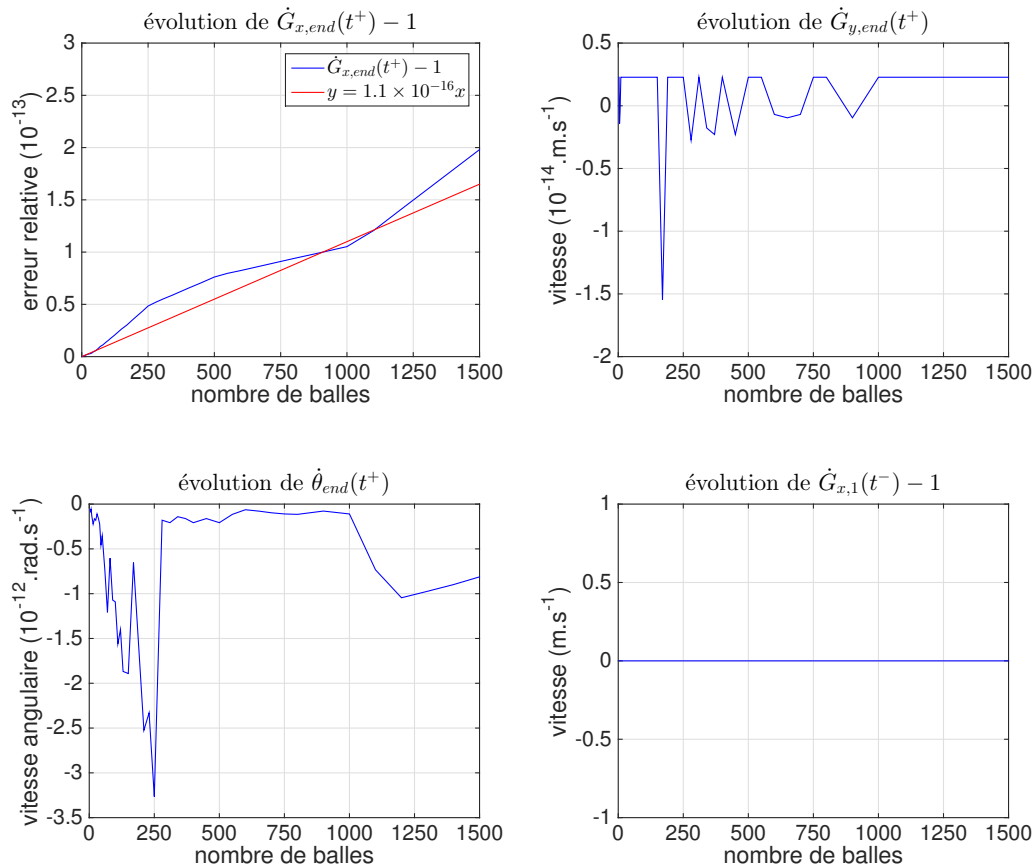 évolution de Ġ_{x,end}(t⁺) − 1
erreur relative (10⁻¹³)
3
2.5
2
1.5
1
0.5
0
0 250 500 750 1000 1250 1500
nombre de balles
Ġ_{x,end}(t⁺) − 1
y = 1.1 × 10⁻¹⁶x
évolution de Ġ_{y,end}(t⁺)
vitesse (10⁻¹⁴.m.s⁻¹)
0.5
0
-0.5
-1
-1.5
-2
0 250 500 750 1000 1250 1500
nombre de balles
évolution de θ̇_{end}(t⁺)
vitesse angulaire (10⁻¹².rad.s⁻¹)
0
-0.5
-1
-1.5
-2
-2.5
-3
-3.5
0 250 500 750 1000 1250 1500
nombre de balles
évolution de Ġ_{x,1}(t⁻) − 1
vitesse (m.s⁻¹)
1
0.5
0
-0.5
-1
0 250 500 750 1000 1250 1500
nombre de balles